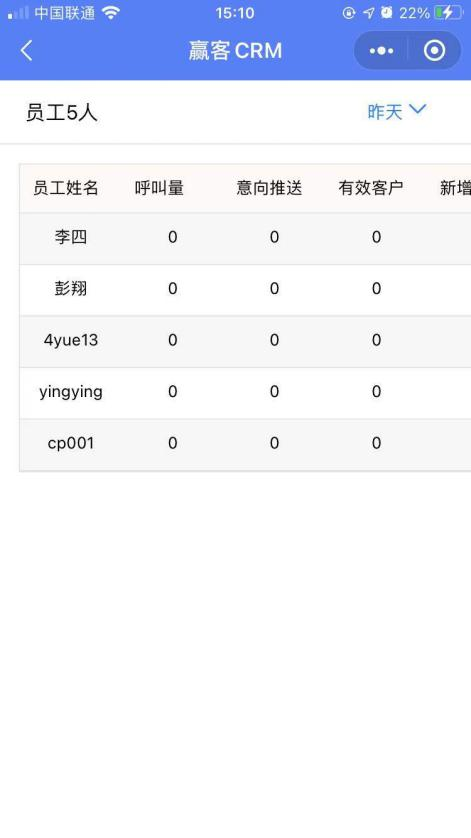 中国联通 15:10 22%
赢客CRM
员工5人 昨天
员工姓名 呼叫量 意向推送 有效客户 新增
李四 0 0 0
彭翔 0 0 0
4yue13 0 0 0
yingying 0 0 0
cp001 0 0 0